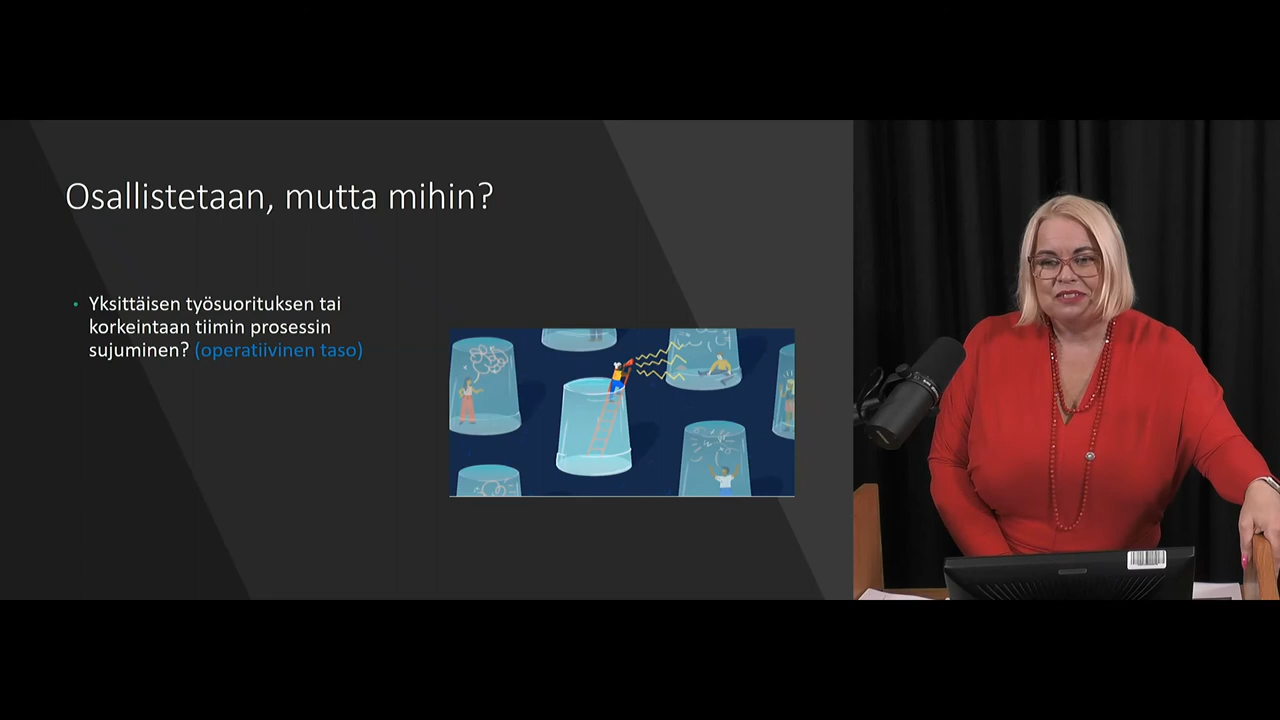 Osallistetaan, mutta mihin?
• Yksittäisen työsuorituksen tai
korkeintaan tiimin prosessin
sujuminen? (operatiivinen taso)